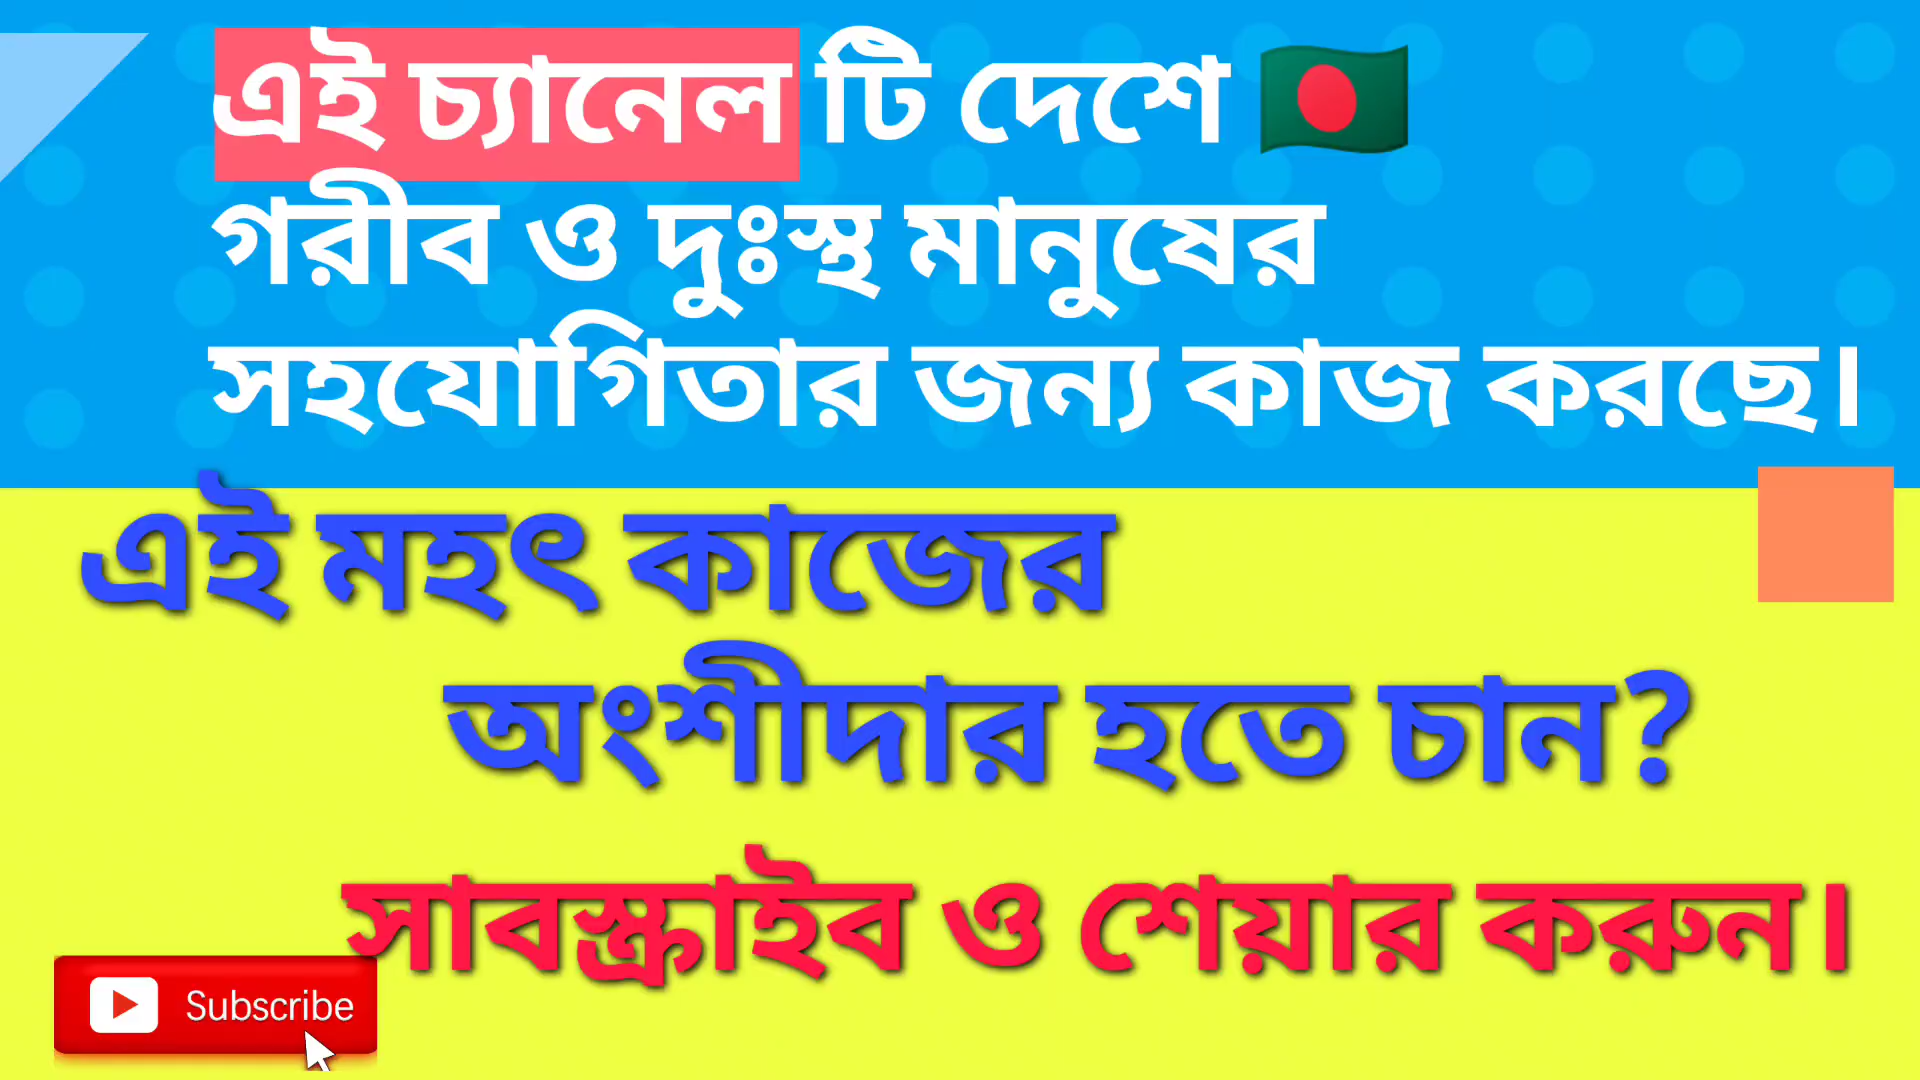 এই চ্যানেল টি দেশে 🇧🇩
গরীব ও দুঃস্থ মানুষের
সহযোগিতার জন্য কাজ করছে।
এই মহৎ কাজের
অংশীদার হতে চান?
সাবস্ক্রাইব ও শেয়ার করুন।
Subscribe